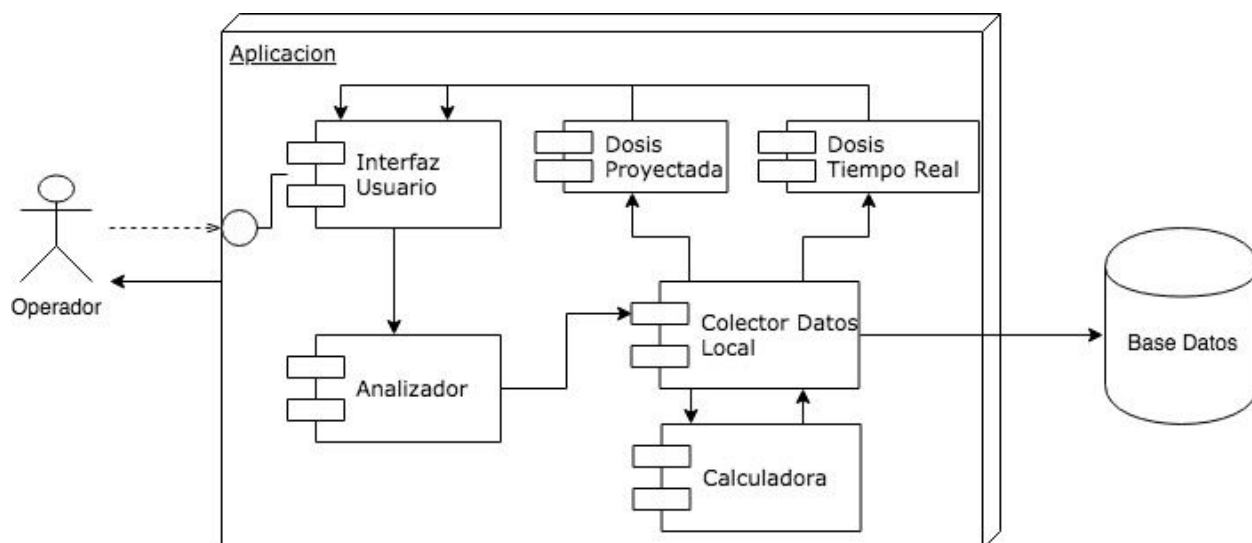 Aplicacion
Interfaz
Usuario
Dosis
Proyectada
Dosis
Tiempo Real
Operador
Analizador
Colector Datos
Local
Base Datos
Calculadora